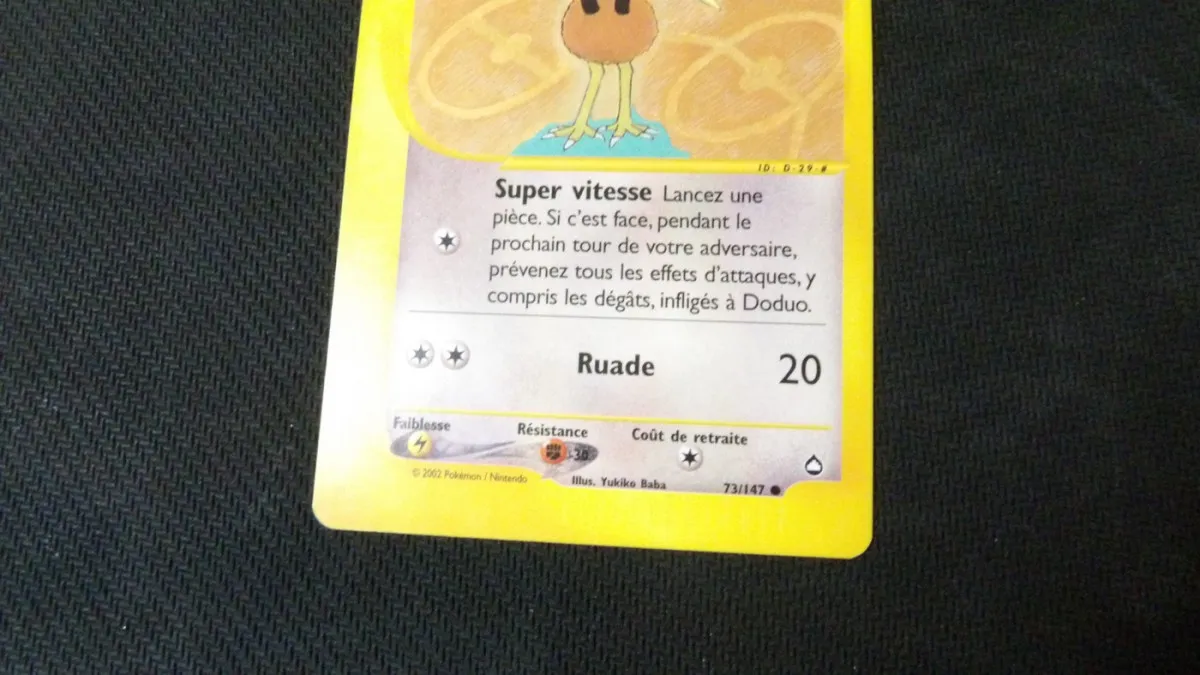 ID: D-29-#
Super vitesse Lancez une
pièce. Si c'est face, pendant le
prochain tour de votre adversaire,
prévenez tous les effets d'attaques, y
compris les dégâts, infligés à Doduo.
Ruade 20
Faiblesse Résistance Coût de retraite
-30
© 2002 Pokémon / Nintendo Illus. Yukiko Baba 73/147